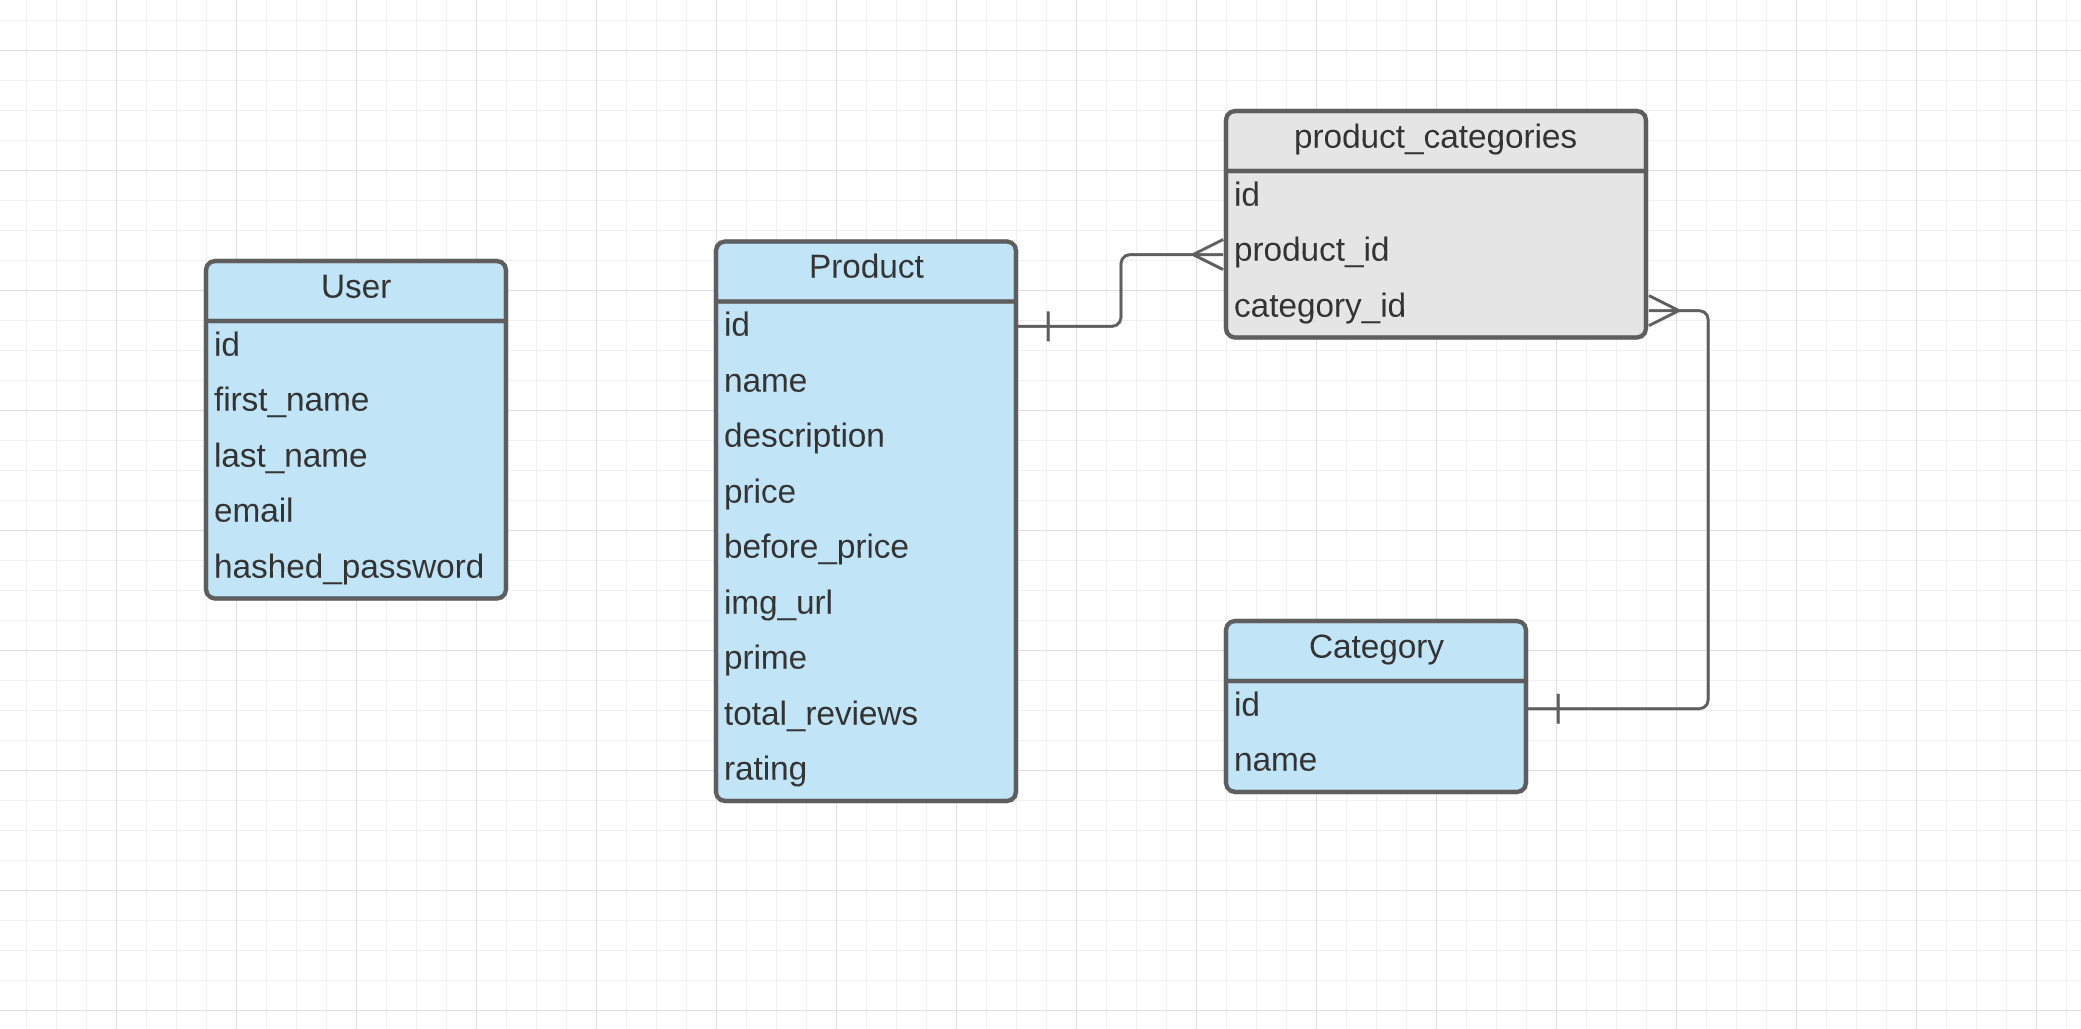 User
id
first_name
last_name
email
hashed_password
Product
id
name
description
price
before_price
img_url
prime
total_reviews
rating
product_categories
id
product_id
category_id
Category
id
name